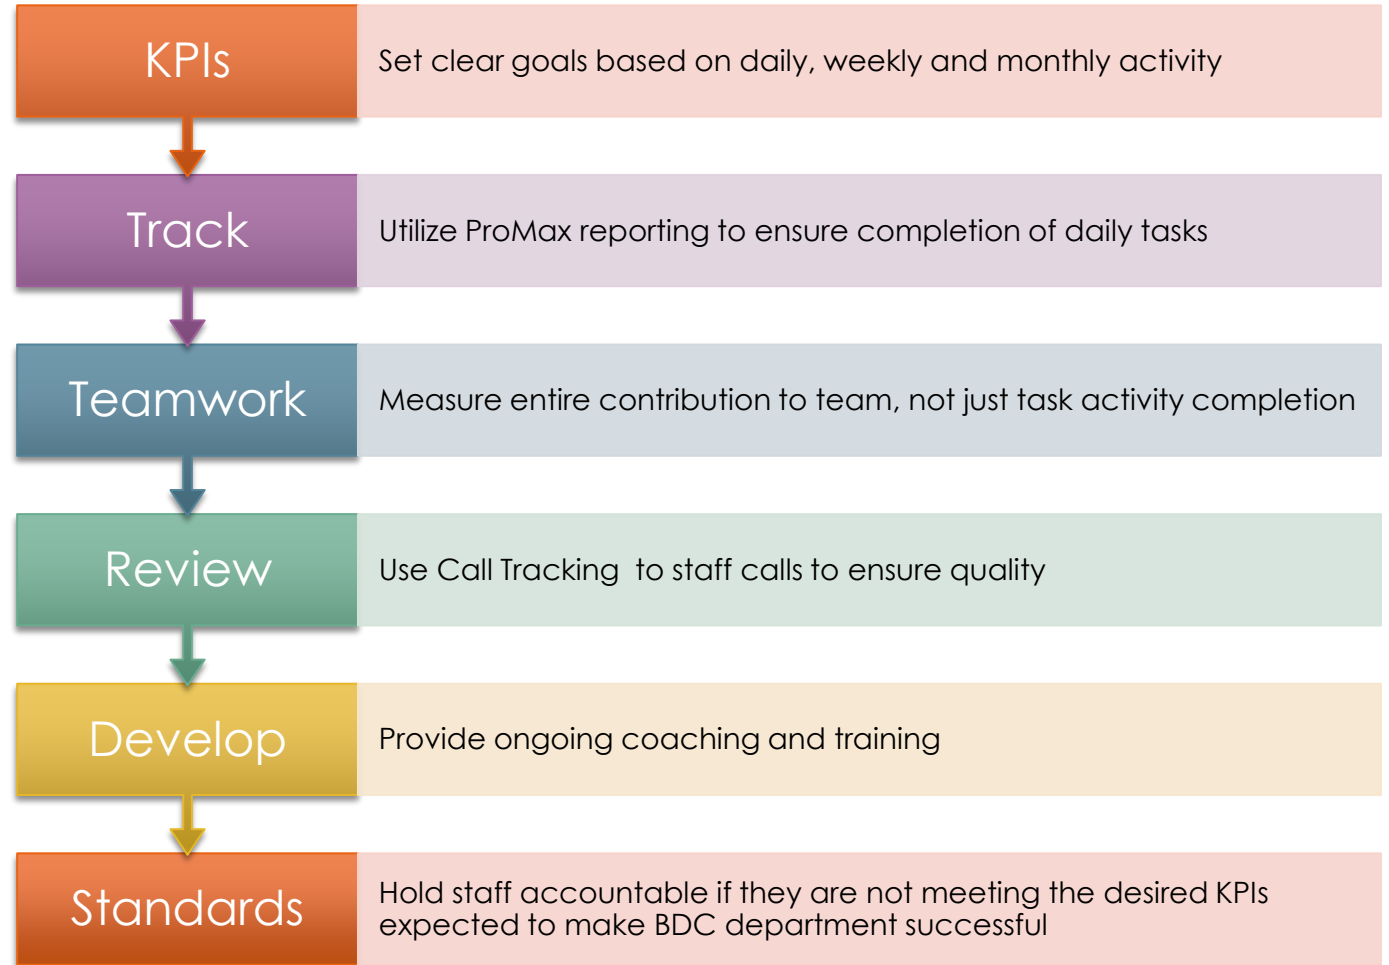 KPIs
Set clear goals based on daily, weekly and monthly activity
Track
Utilize ProMax reporting to ensure completion of daily tasks
Teamwork
Measure entire contribution to team, not just task activity completion
Review
Use Call Tracking  to staff calls to ensure quality
Develop
Provide ongoing coaching and training
Standards
Hold staff accountable if they are not meeting the desired KPIs
expected to make BDC department successful